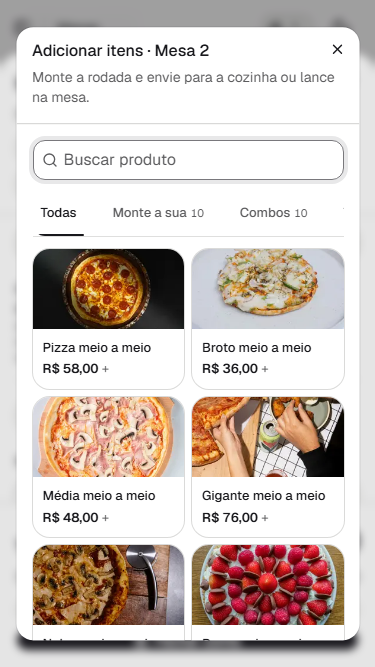 Adicionar itens · Mesa 2
Monte a rodada e envie para a cozinha ou lance
na mesa.
Buscar produto
Todas
Monte a sua 10
Combos 10
Pizza meio a meio
R$ 58,00 +
Broto meio a meio
R$ 36,00 +
Média meio a meio
R$ 48,00 +
Gigante meio a meio
R$ 76,00 +